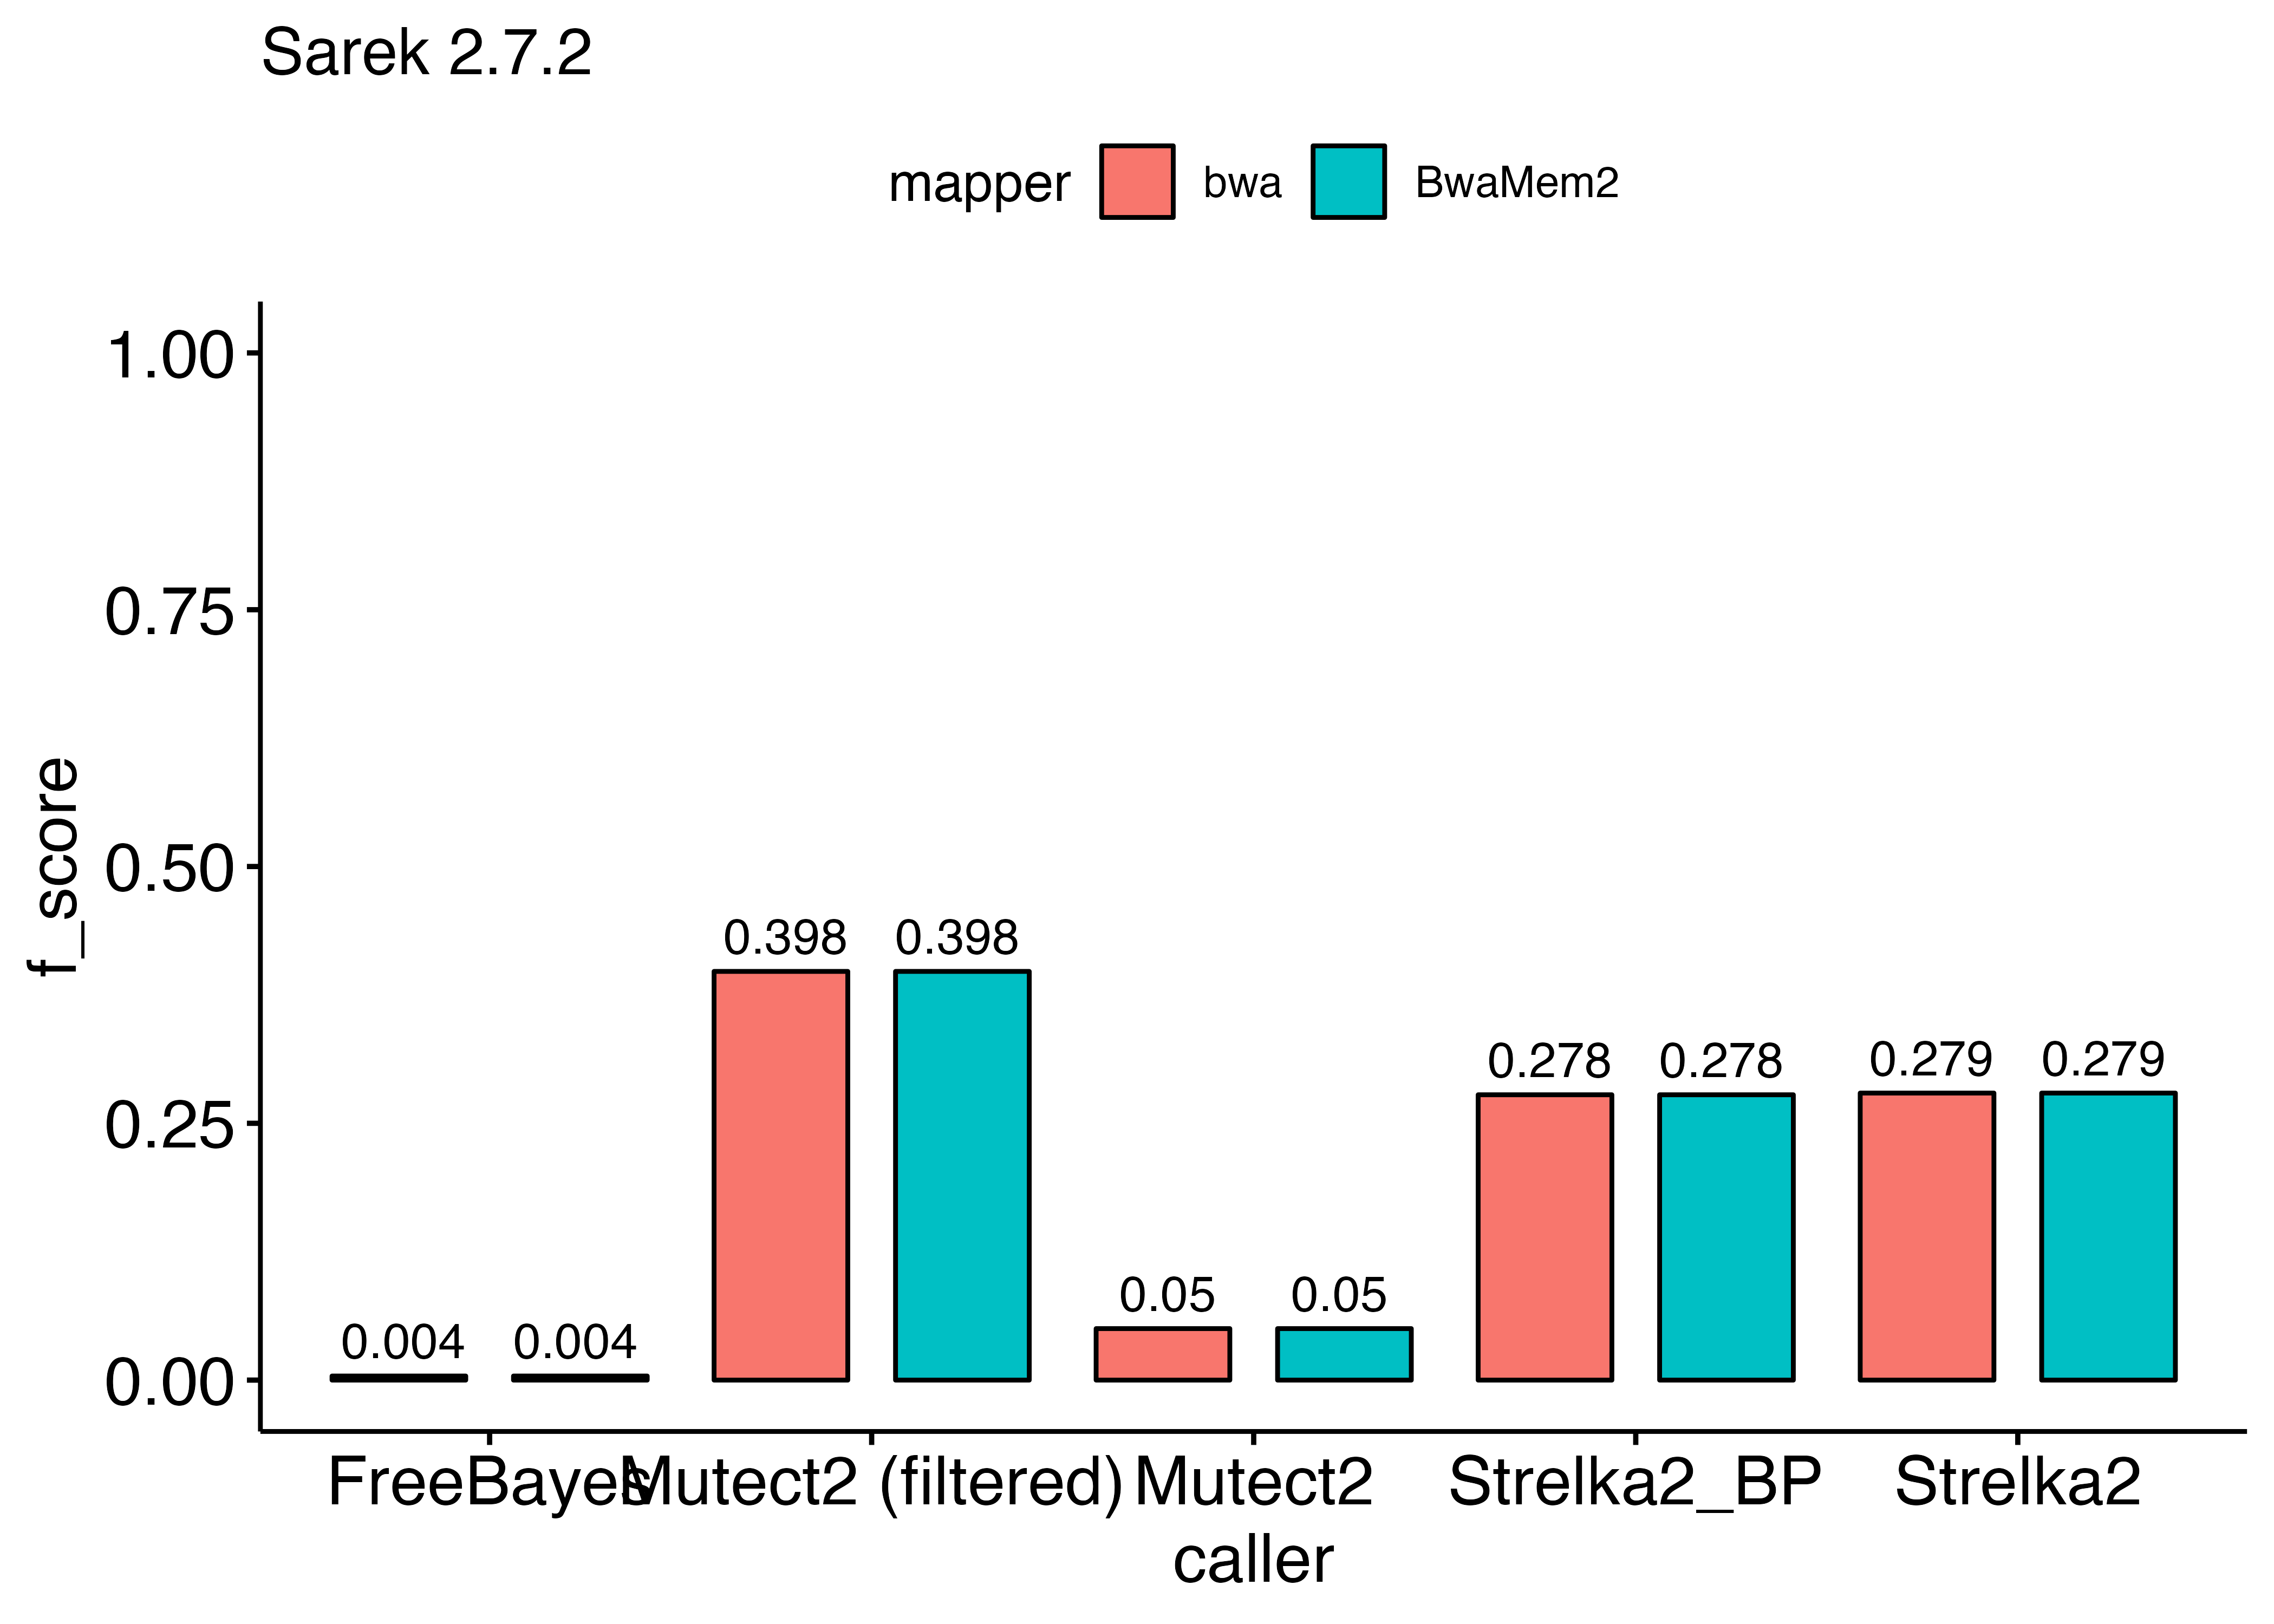 Sarek 2.7.2
mapper bwa BwaMem2
1.00
0.75
0.50
0.25
0.00
f_score
0.398 0.398
0.278 0.278 0.279 0.279
0.05 0.05
0.004 0.004
FreeBayes Mutect2 (filtered) Mutect2 Strelka2_BP Strelka2
caller